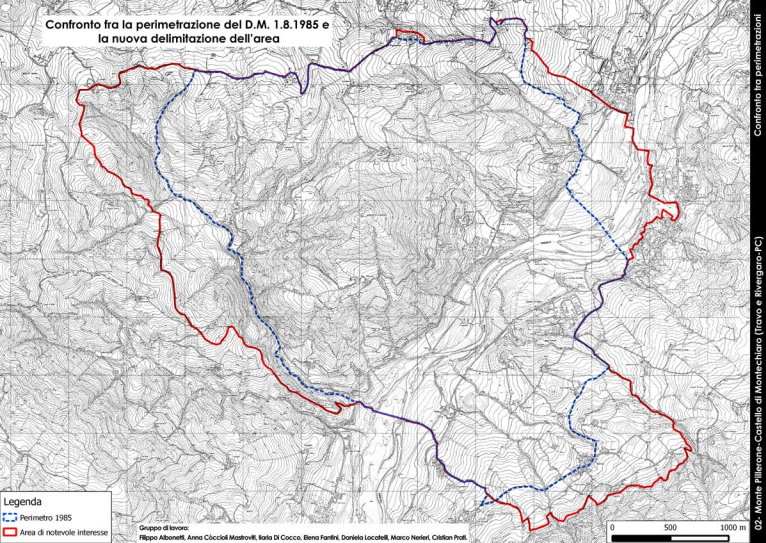 Confronto fra la perimetrazione del D.M. 1.8.1985 e
la nuova delimitazione dell'area
Confronto fra perimetrazioni
02- Monte Pillerone-Castello di Montechiaro (Travo e Rivergaro-PC)
Legenda
Perimetro 1985
Area di notevole interesse
Gruppo di lavoro:
Filippo Albonetti, Anna Còccioli Mastroviti, Ilaria Di Cocco, Elena Fantini, Daniela Locatelli, Marco Nerieri, Cristian Prati.
0 500 1000 m